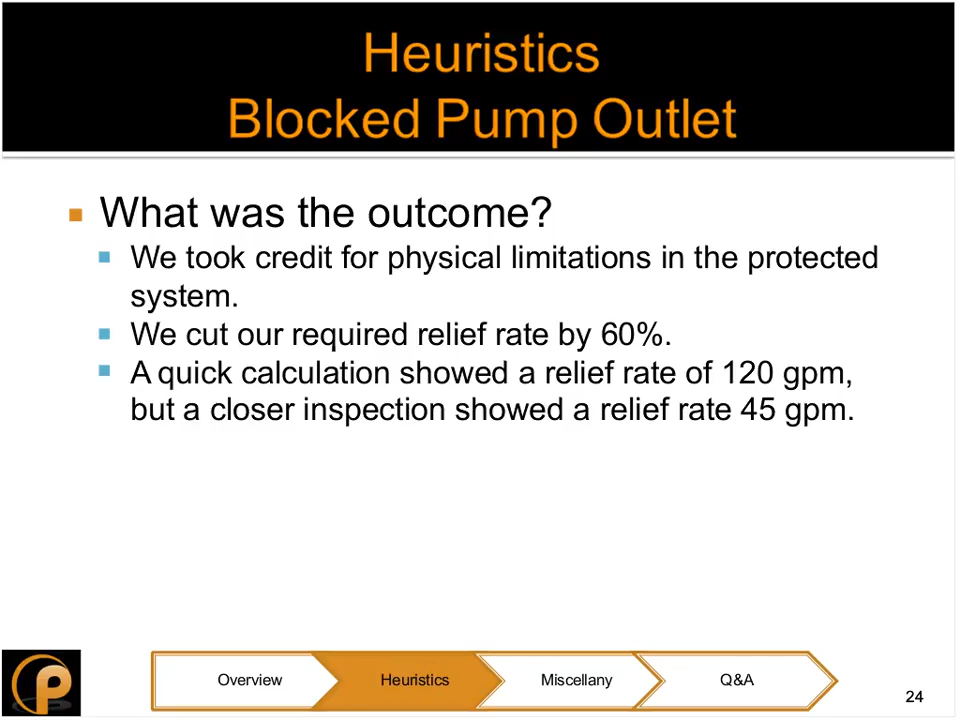 Heuristics
Blocked Pump Outlet
What was the outcome?
We took credit for physical limitations in the protected
system.
We cut our required relief rate by 60%.
A quick calculation showed a relief rate of 120 gpm,
but a closer inspection showed a relief rate 45 gpm.
Overview
Heuristics
Miscellany
Q&A
24